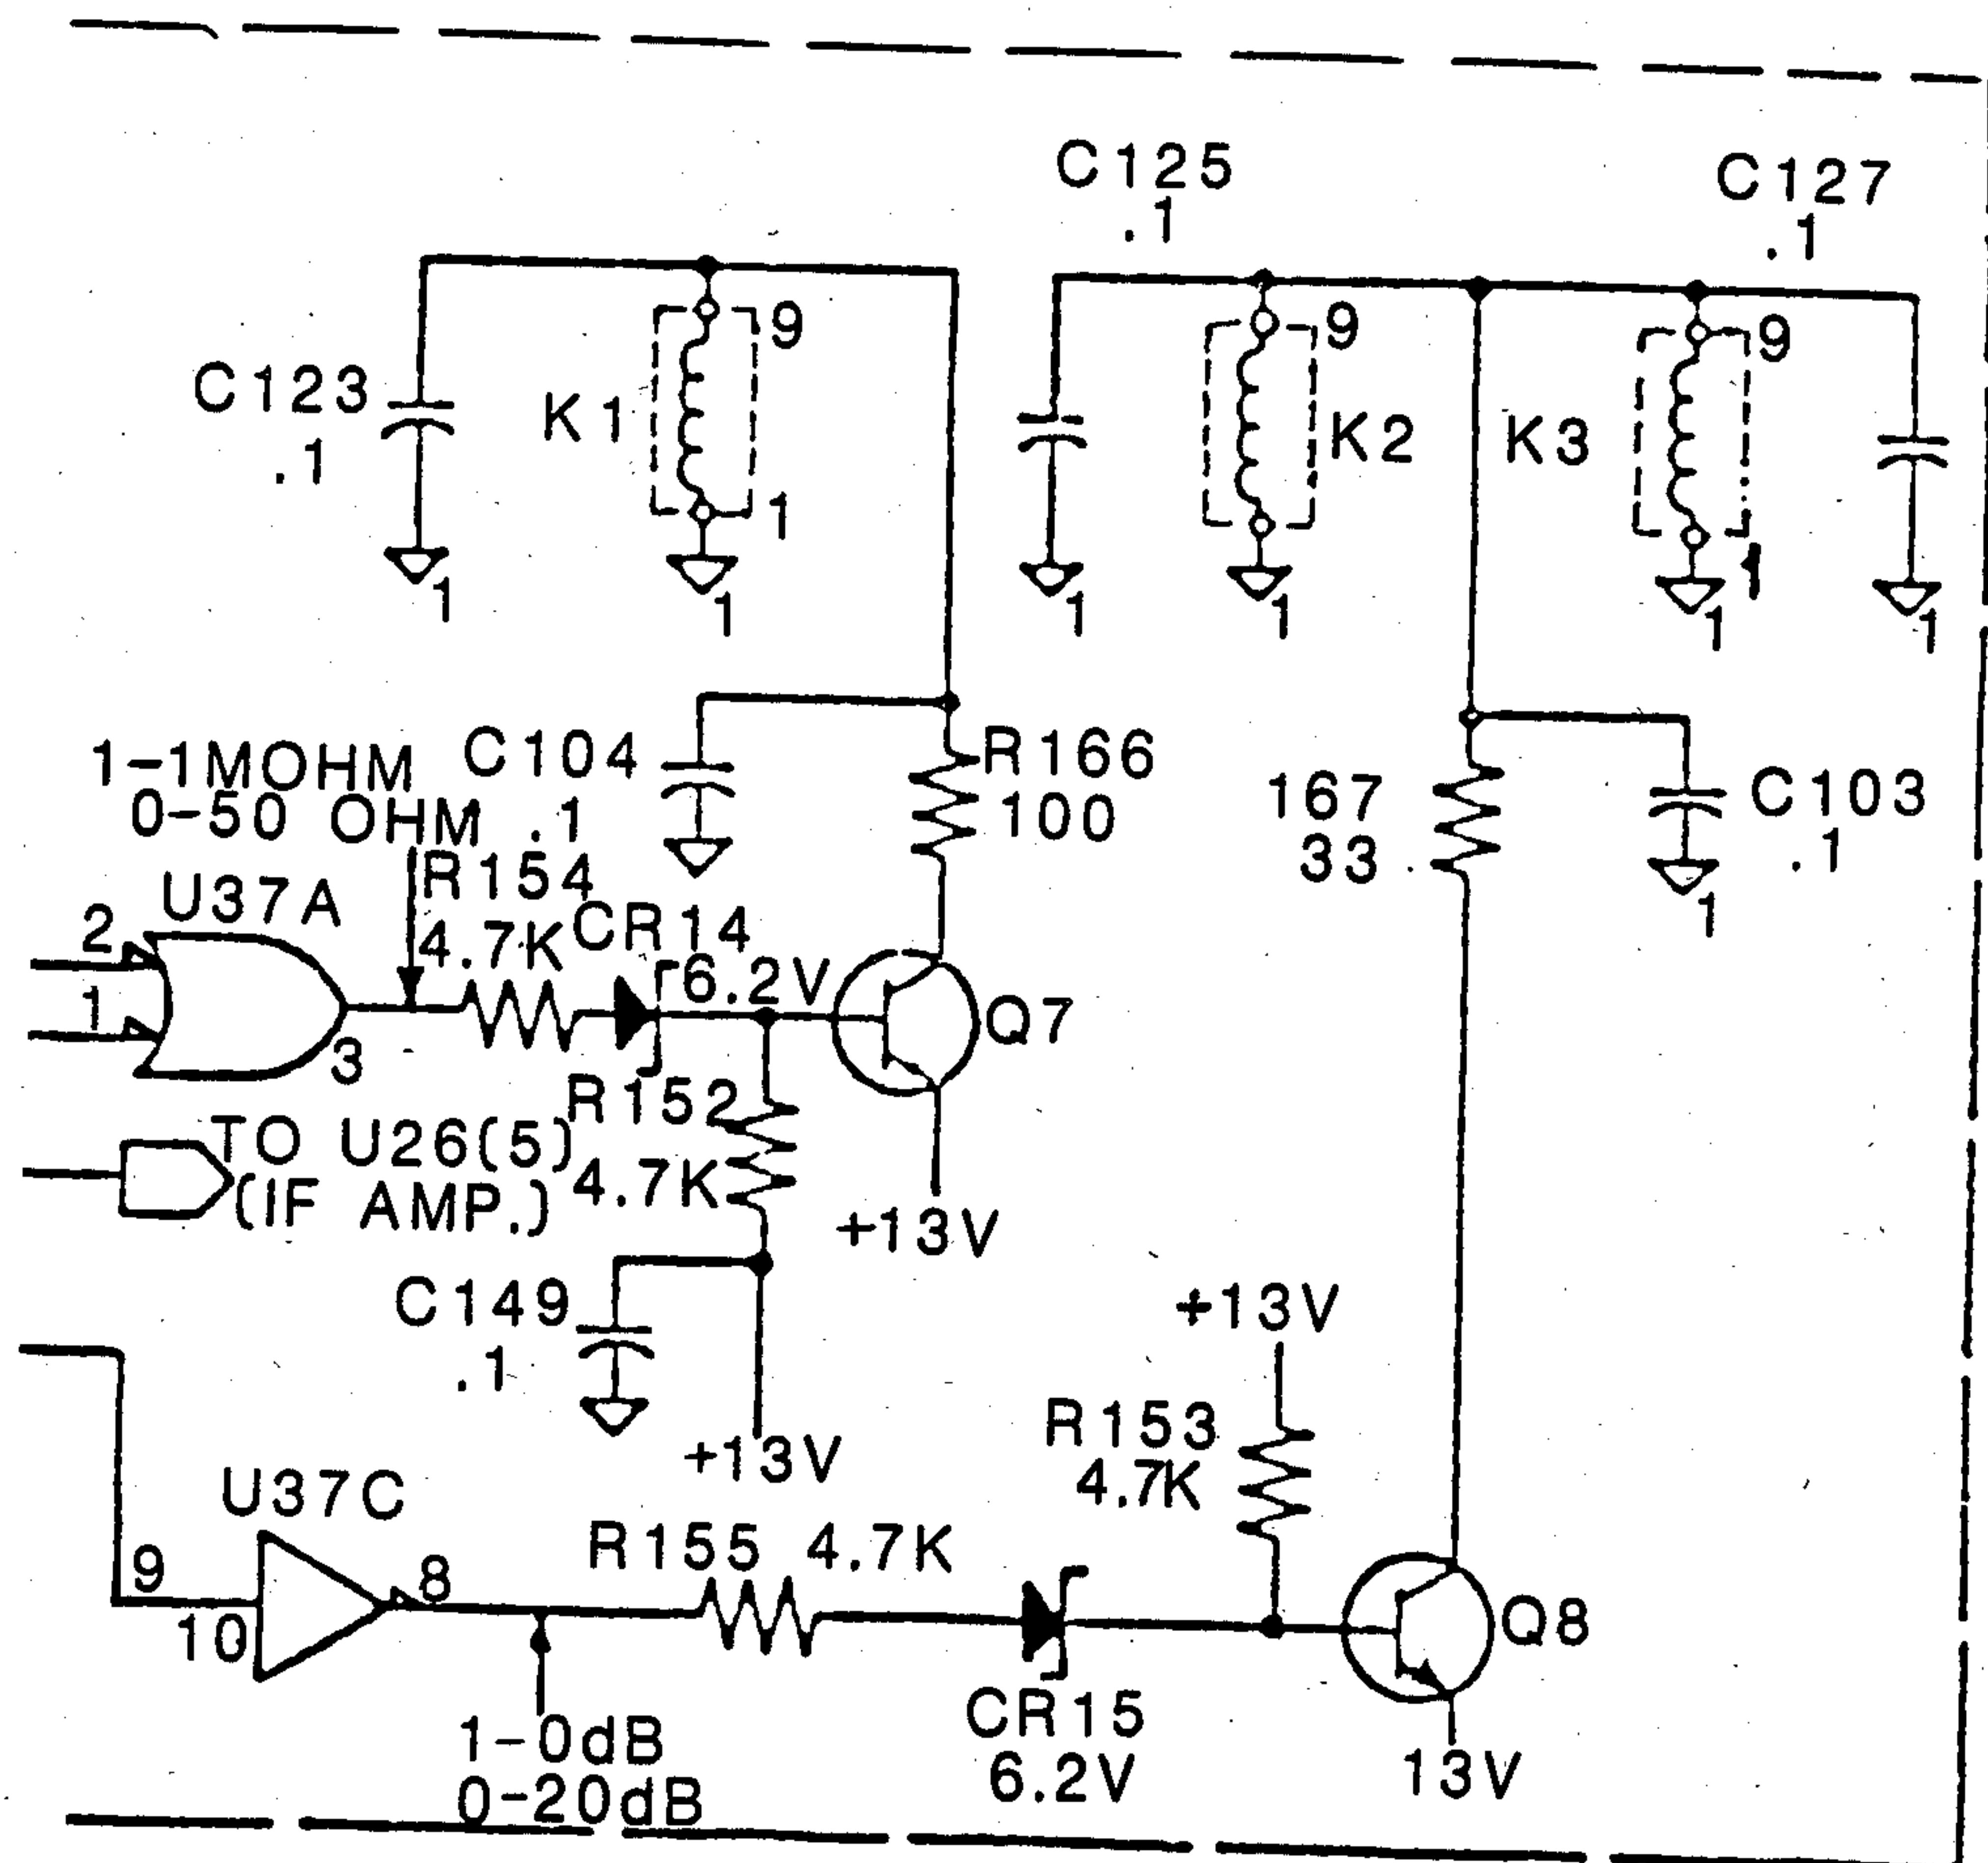 C125
.1
C127
.1
9
9
9
C123
.1
K1
K2
K3
1
1
1
1
1
1
1
1
1
1-1MOHM
0-50 OHM
C104
.1
R166
100
167
33
C103
.1
1
R154
4.7K
U37A
2
1
3
CR14
6.2V
Q7
TO U26(5)
(IF AMP.)
R152
4.7K
+13V
C149
.1
+13V
+13V
R153
4.7K
U37C
9
10
8
R155 4.7K
Q8
CR15
6.2V
13V
1-0dB
0-20dB